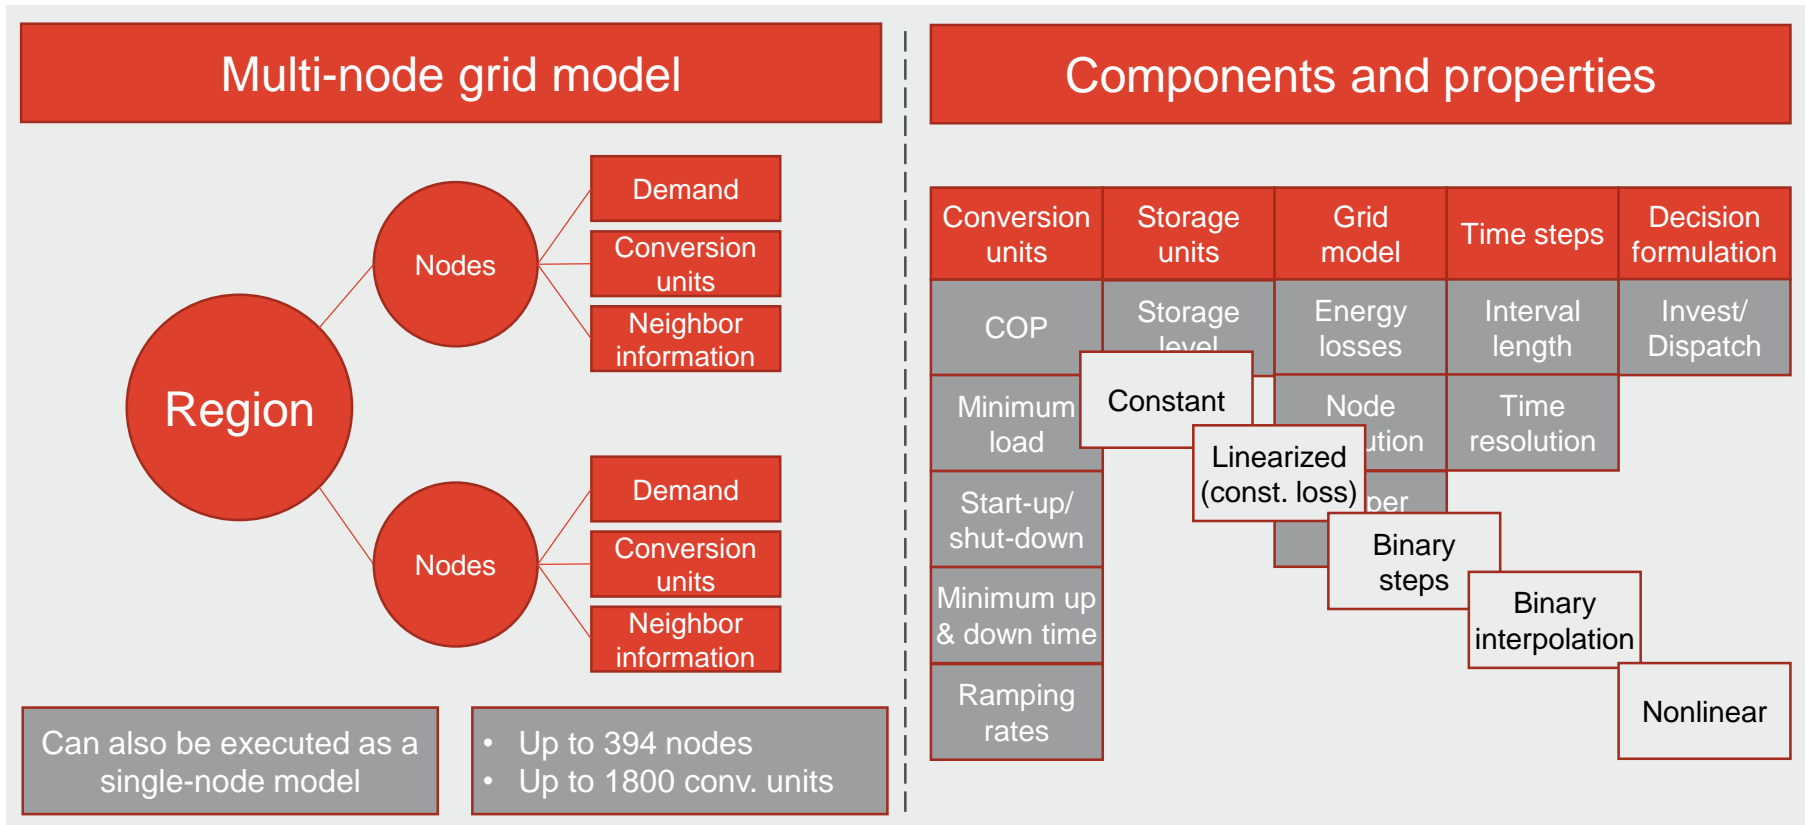 Multi-node grid model
Region
Nodes
Demand
Conversion
units
Neighbor
information
Nodes
Demand
Conversion
units
Neighbor
information
Can also be executed as a
single-node model
• Up to 394 nodes
• Up to 1800 conv. units
Components and properties
Conversion
units
Storage
units
Grid
model
Time steps
Decision
formulation
COP
Storage
level
Energy
losses
Interval
length
Invest/
Dispatch
Minimum
load
Node
Time
resolution
Start-up/
shut-down
Minimum up
& down time
Ramping
rates
Constant
Linearized
(const. loss)
Binary
steps
Binary
interpolation
Nonlinear